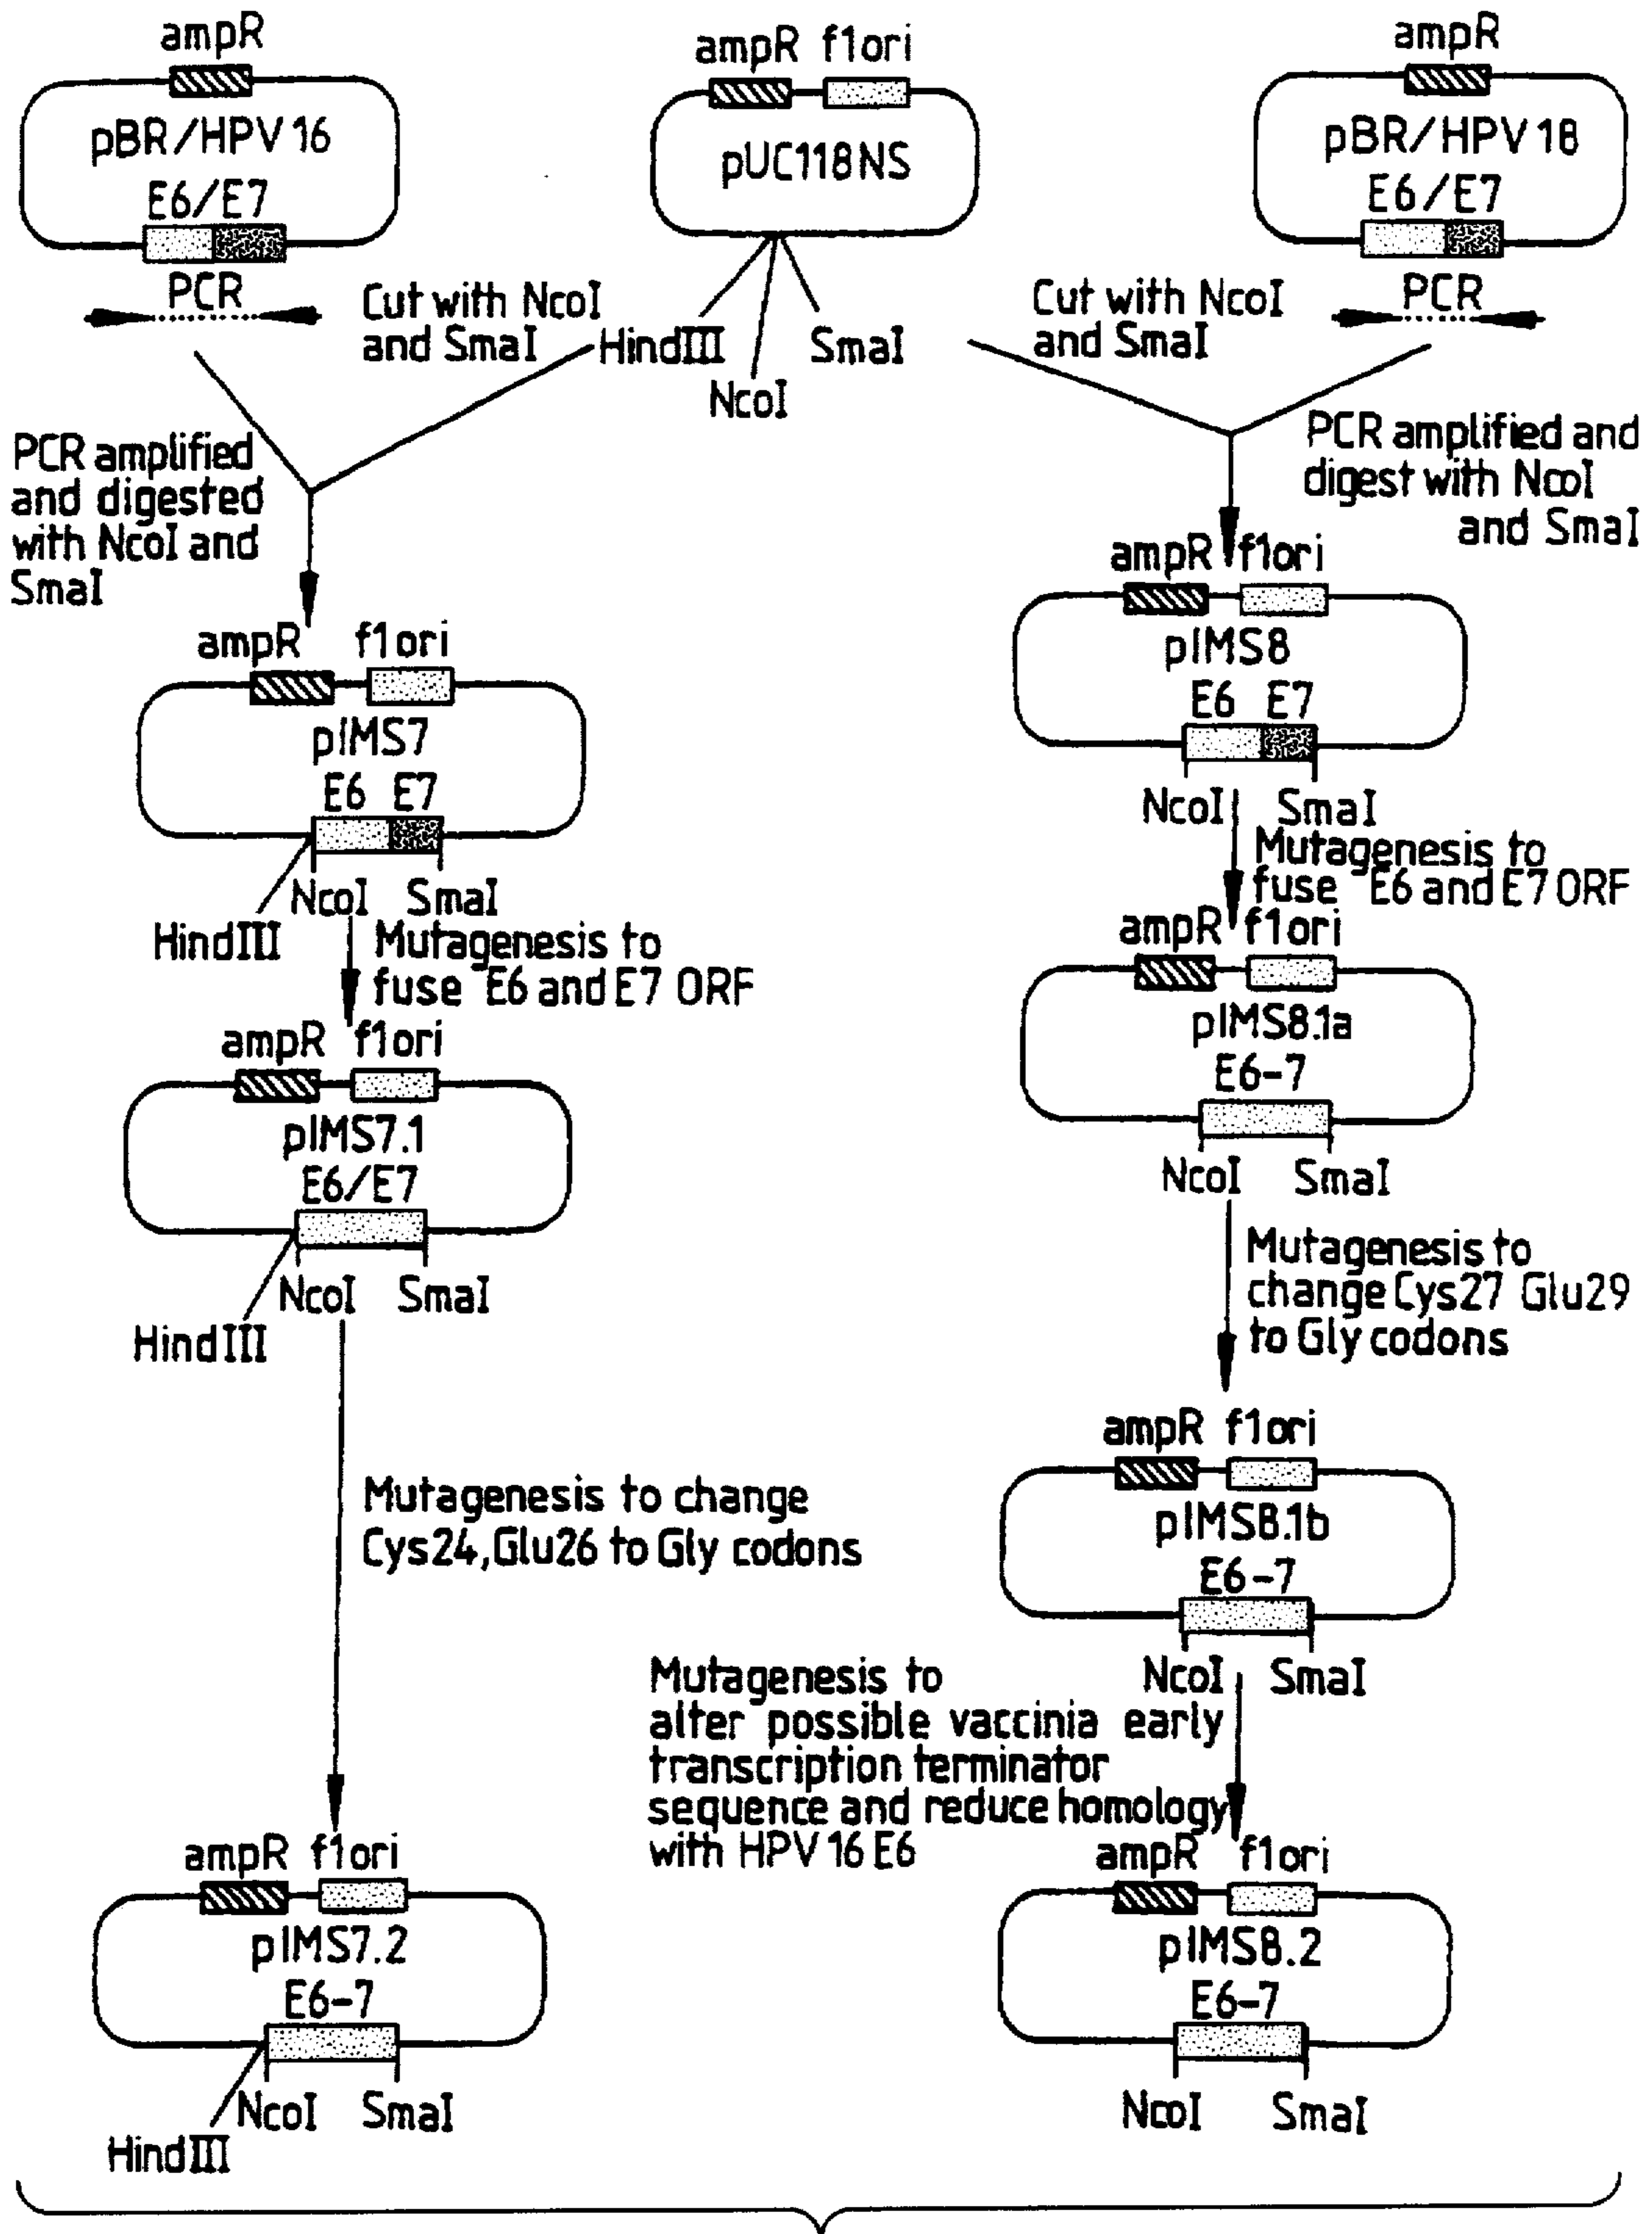 ampR
pBR/HPV 16
E6/E7
PCR
ampR f1ori
pUC118NS
HindIII
NcoI
SmaI
ampR
pBR/HPV 18
E6/E7
PCR
Cut with NcoI
and SmaI
Cut with NcoI
and SmaI
PCR amplified
and digested
with NcoI and
SmaI
PCR amplified and
digest with NcoI
and SmaI
ampR f1ori
pIMS7
E6 E7
NcoI SmaI
HindIII
Mutagenesis to
fuse E6 and E7 ORF
ampR f1ori
pIMS7.1
E6/E7
NcoI SmaI
HindIII
Mutagenesis to change
Cys24, Glu26 to Gly codons
ampR f1ori
pIMS7.2
E6-7
NcoI SmaI
HindIII
ampR f1ori
pIMS8
E6 E7
NcoI SmaI
Mutagenesis to
fuse E6 and E7 ORF
ampR f1ori
pIMS8.1a
E6-7
NcoI SmaI
Mutagenesis to
change Cys27 Glu29
to Gly codons
ampR f1ori
pIMS8.1b
E6-7
NcoI SmaI
Mutagenesis to
alter possible vaccinia early
transcription terminator
sequence and reduce homology
with HPV 16 E6
ampR f1ori
pIMS8.2
E6-7
NcoI SmaI